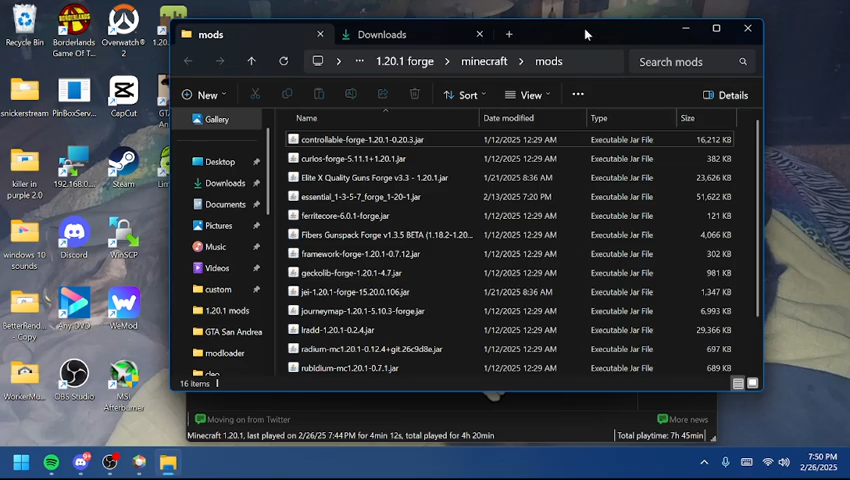 mods
Downloads
1.20.1 forge
minecraft
mods
Search mods
New
Sort
View
Details
Gallery
Desktop
Downloads
Documents
Pictures
Music
Videos
custom
1.20.1 mods
GTA San Andrea
modloader
cleo
Name
Date modified
Type
Size
controllable-forge-1.20.1-0.20.3.jar 1/12/2025 12:29 AM Executable Jar File 16,212 KB
curios-forge-5.11.1+1.20.1.jar 1/12/2025 12:29 AM Executable Jar File 382 KB
Elite X Quality Guns Forge v3.3 - 1.20.1.jar 1/21/2025 8:36 AM Executable Jar File 23,626 KB
essential_1-3-5-7_forge_1-20-1.jar 2/13/2025 7:20 PM Executable Jar File 51,622 KB
ferritecore-6.0.1-forge.jar 1/12/2025 12:29 AM Executable Jar File 121 KB
Fibers Gunspack Forge v1.3.5 BETA (1.18.2-1.20... 1/12/2025 12:29 AM Executable Jar File 4,066 KB
framework-forge-1.20.1-0.7.12.jar 1/12/2025 12:29 AM Executable Jar File 302 KB
geckolib-forge-1.20.1-4.7.jar 1/12/2025 12:29 AM Executable Jar File 981 KB
jei-1.20.1-forge-15.20.0.106.jar 1/21/2025 8:36 AM Executable Jar File 1,347 KB
journeymap-1.20.1-5.10.3-forge.jar 1/12/2025 12:29 AM Executable Jar File 6,993 KB
lradd-1.20.1-0.2.4.jar 1/12/2025 12:29 AM Executable Jar File 29,366 KB
radium-mc1.20.1-0.12.4+git.26c9d8e.jar 1/12/2025 12:29 AM Executable Jar File 697 KB
rubidium-mc1.20.1-0.7.1.jar 1/12/2025 12:29 AM Executable Jar File 689 KB
16 items
Moving on from Twitter
More news
Minecraft 1.20.1, last played on 2/26/25 7:44 PM for 4min 12s, total played for 4h 20min
Total playtime: 7h 45min
Recycle Bin
Borderlands Game Of T...
Overwatch® 2
1.20
snickerstream
PinBoxServ...
CapCut
killer in purple 2.0
192.168.0...
Steam
windows 10 sounds
Discord
WinSCP
BetterRend... - Copy
Any DVD
WeMod
WorkerMu...
OBS Studio
MSI Afterburner
7:50 PM
2/26/2025